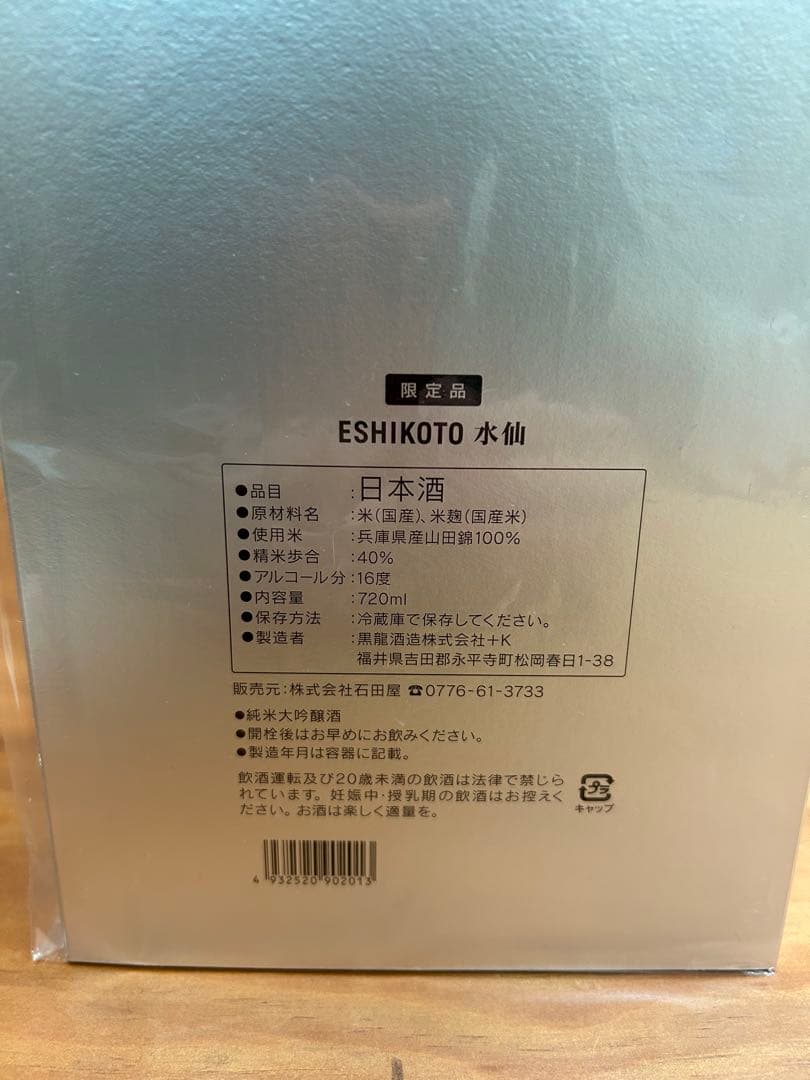 限定品
ESHIKOTO 水仙
●品目 :日本酒
●原材料名 :米(国産)、米麹(国産米)
●使用米 :兵庫県産山田錦100%
●精米歩合 :40%
●アルコール分:16度
●内容量 :720ml
●保存方法 :冷蔵庫で保存してください。
●製造者 :黒龍酒造株式会社+K
福井県吉田郡永平寺町松岡春日1-38
販売元:株式会社石田屋 ☎0776-61-3733
●純米大吟醸酒
●開栓後はお早めにお飲みください。
●製造年月は容器に記載。
飲酒運転及び20歳未満の飲酒は法律で禁じら
れています。妊娠中・授乳期の飲酒はお控えく
ださい。お酒は楽しく適量を。
プラ
キャップ
4 932520 902013